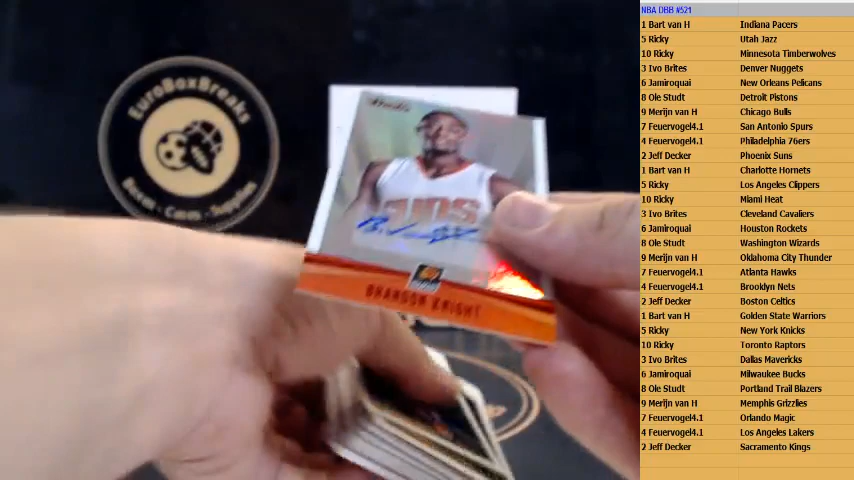 EuroBoxBreaks
Boxes - Cases - Supplies
SUNS
BRANDON KNIGHT
NBA DBB #521
1 Bart van H Indiana Pacers
5 Ricky Utah Jazz
10 Ricky Minnesota Timberwolves
3 Ivo Brites Denver Nuggets
6 Jamiroquai New Orleans Pelicans
8 Ole Studt Detroit Pistons
9 Merijn van H Chicago Bulls
7 Feuervogel4.1 San Antonio Spurs
4 Feuervogel4.1 Philadelphia 76ers
2 Jeff Decker Phoenix Suns
1 Bart van H Charlotte Hornets
5 Ricky Los Angeles Clippers
10 Ricky Miami Heat
3 Ivo Brites Cleveland Cavaliers
6 Jamiroquai Houston Rockets
8 Ole Studt Washington Wizards
9 Merijn van H Oklahoma City Thunder
7 Feuervogel4.1 Atlanta Hawks
4 Feuervogel4.1 Brooklyn Nets
2 Jeff Decker Boston Celtics
1 Bart van H Golden State Warriors
5 Ricky New York Knicks
10 Ricky Toronto Raptors
3 Ivo Brites Dallas Mavericks
6 Jamiroquai Milwaukee Bucks
8 Ole Studt Portland Trail Blazers
9 Merijn van H Memphis Grizzlies
7 Feuervogel4.1 Orlando Magic
4 Feuervogel4.1 Los Angeles Lakers
2 Jeff Decker Sacramento Kings